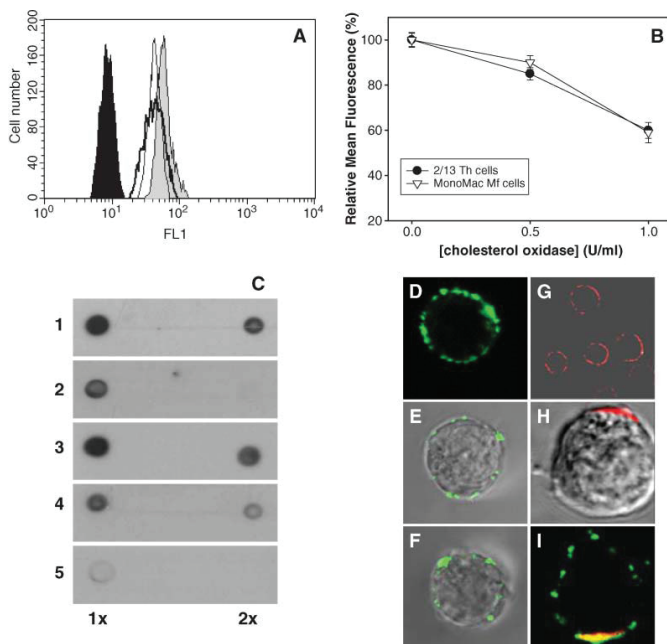 A
Cell number
200
160
120
80
40
0
10^0 10^1 10^2 10^3 10^4
FL1
B
Relative Mean Fluorescence (%)
100
80
60
40
20
2/13 Th cells
MonoMac Mf cells
0.0 0.5 1.0
[cholesterol oxidase] (U/ml)
C
1
2
3
4
5
1x 2x
D
G
E
H
F
I